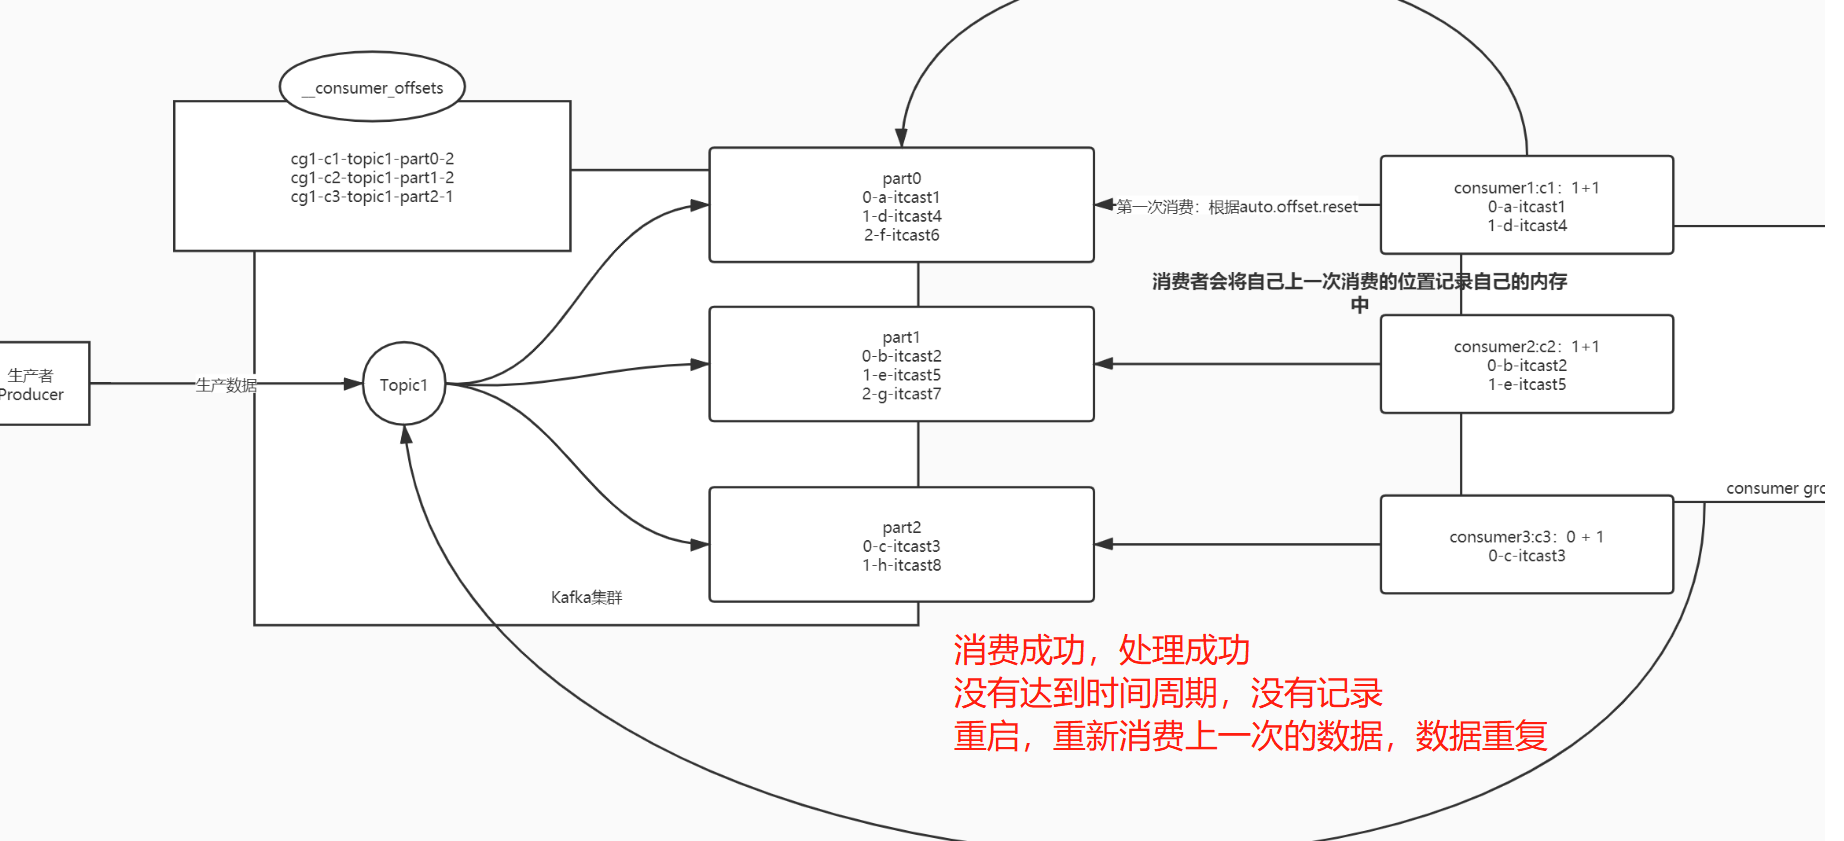 __consumer_offsets
cg1-c1-topic1-part0-2
cg1-c2-topic1-part1-2
cg1-c3-topic1-part2-1
生产者
Producer
生产数据
Topic1
Kafka集群
part0
0-a-itcast1
1-d-itcast4
2-f-itcast6
part1
0-b-itcast2
1-e-itcast5
2-g-itcast7
part2
0-c-itcast3
1-h-itcast8
第一次消费：根据auto.offset.reset
消费者会将自己上一次消费的位置记录自己的内存
中
consumer1:c1：1+1
0-a-itcast1
1-d-itcast4
consumer2:c2：1+1
0-b-itcast2
1-e-itcast5
consumer3:c3：0 + 1
0-c-itcast3
consumer gro
消费成功，处理成功
没有达到时间周期，没有记录
重启，重新消费上一次的数据，数据重复